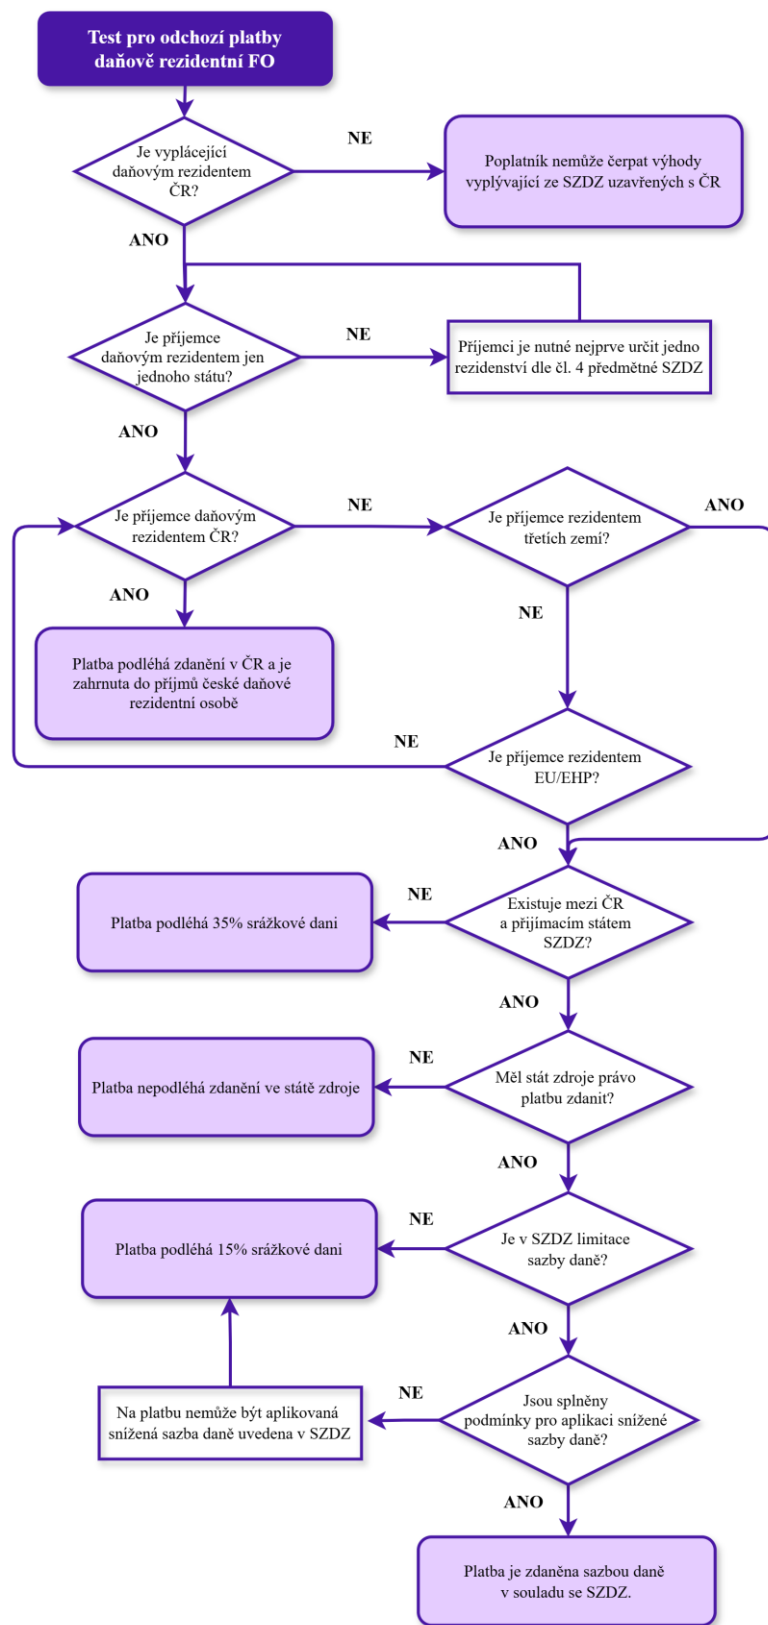 Test pro odchozí platby
daňově rezidentní FO
Je vyplácející
daňovým rezidentem
ČR?
NE
Poplatník nemůže čerpat výhody
vyplývající ze SZDZ uzavřených s ČR
ANO
Je příjemce
daňovým rezidentem jen
jednoho státu?
NE
Příjemci je nutné nejprve určit jedno
rezidenství dle čl. 4 předmětné SZDZ
ANO
Je příjemce daňovým
rezidentem ČR?
NE
Je příjemce rezidentem
třetích zemí?
ANO
ANO
NE
Platba podléhá zdanění v ČR a je
zahrnuta do příjmů české daňové
rezidentní osobě
NE
Je příjemce rezidentem
EU/EHP?
ANO
Platba podléhá 35% srážkové dani
NE
Existuje mezi ČR
a přijímacím státem
SZDZ?
ANO
Platba nepodléhá zdanění ve státě zdroje
NE
Měl stát zdroje právo
platbu zdanit?
ANO
Platba podléhá 15% srážkové dani
NE
Je v SZDZ limitace
sazby daně?
ANO
Na platbu nemůže být aplikovaná
snížená sazba daně uvedena v SZDZ
NE
Jsou splněny
podmínky pro aplikaci snížené
sazby daně?
ANO
Platba je zdaněna sazbou daně
v souladu se SZDZ.